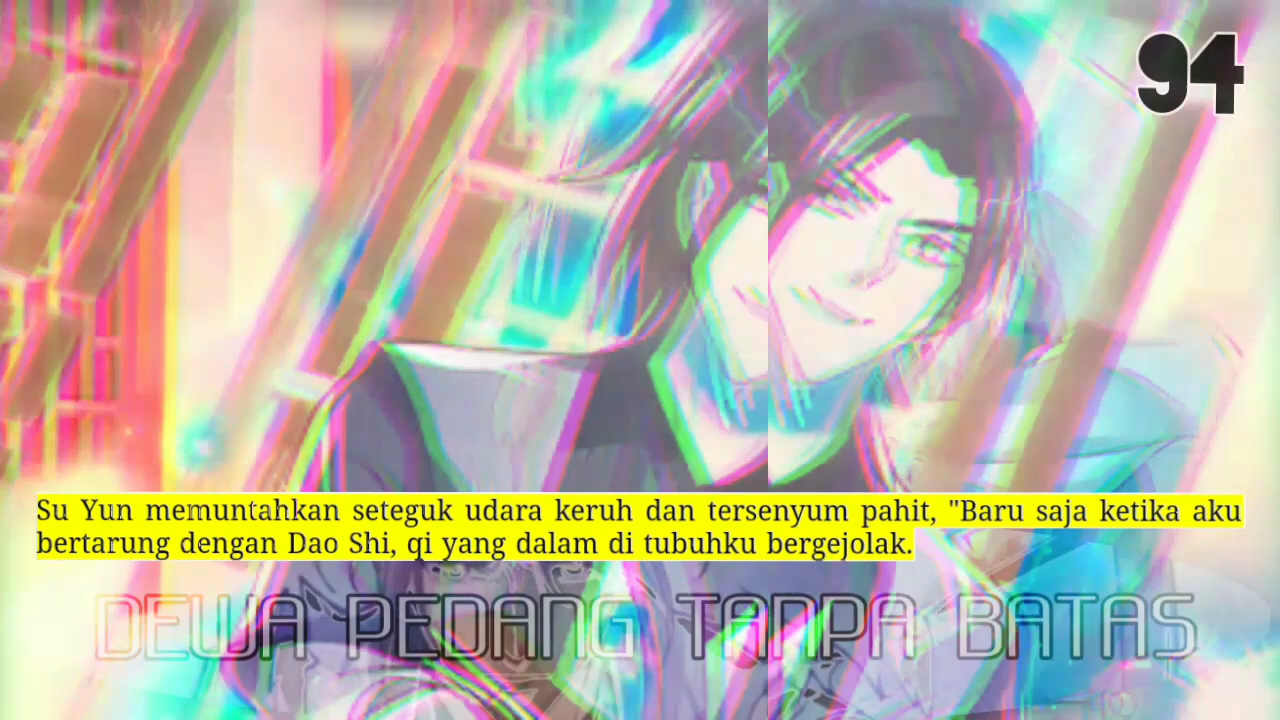 94
Su Yun memuntahkan seteguk udara keruh dan tersenyum pahit, "Baru saja ketika aku
bertarung dengan Dao Shi, qi yang dalam di tubuhku bergejolak.
DEWA PEDANG TANPA BATAS